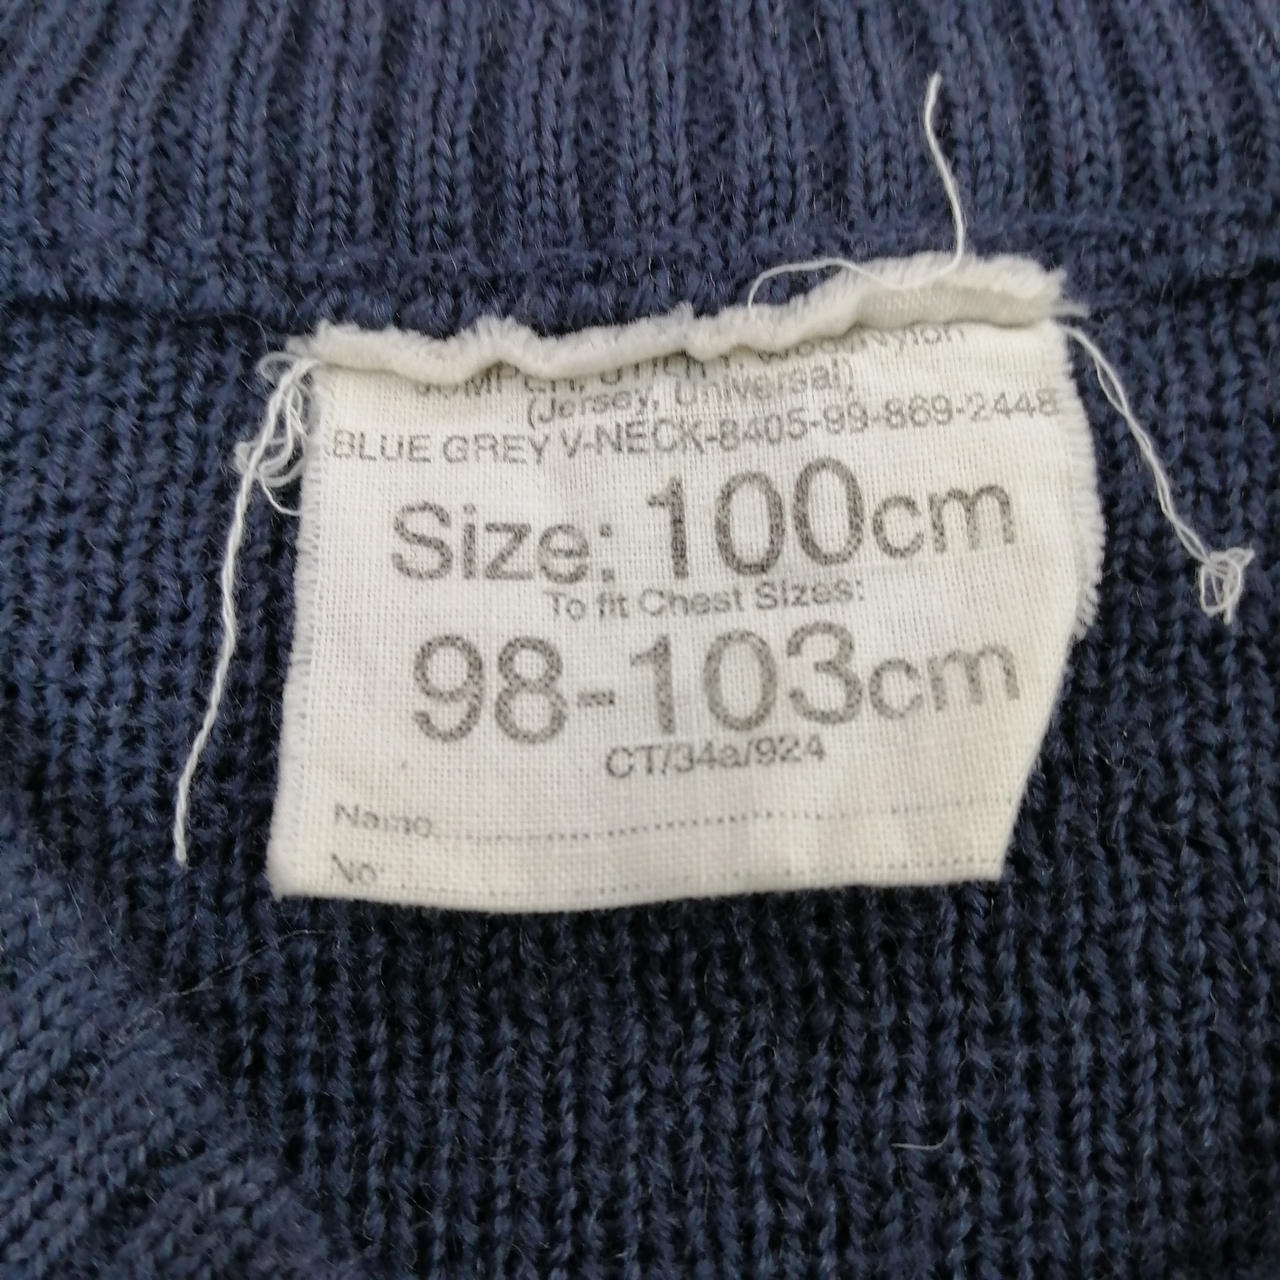 Nylon
(Jersey, Universal)
BLUE GREY V-NECK-8405-99-869-2448
Size: 100cm
To fit Chest Sizes:
98-103cm
CT/34a/924
Name
No